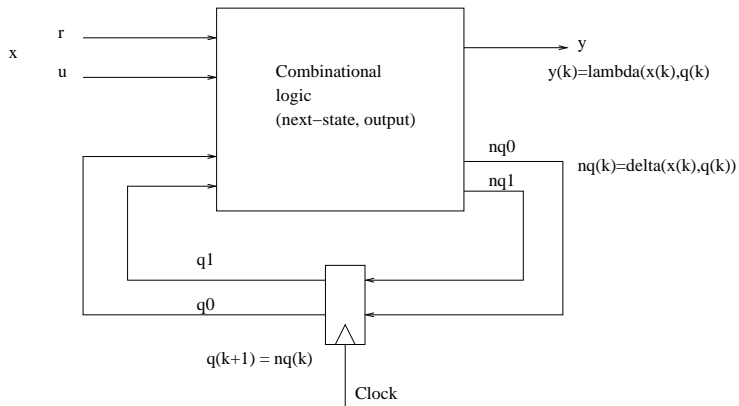 r
x
u
Combinational
logic
(next-state, output)
y
y(k)=lambda(x(k),q(k)
nq0
nq(k)=delta(x(k),q(k))
nq1
q1
q0
q(k+1) = nq(k)
Clock